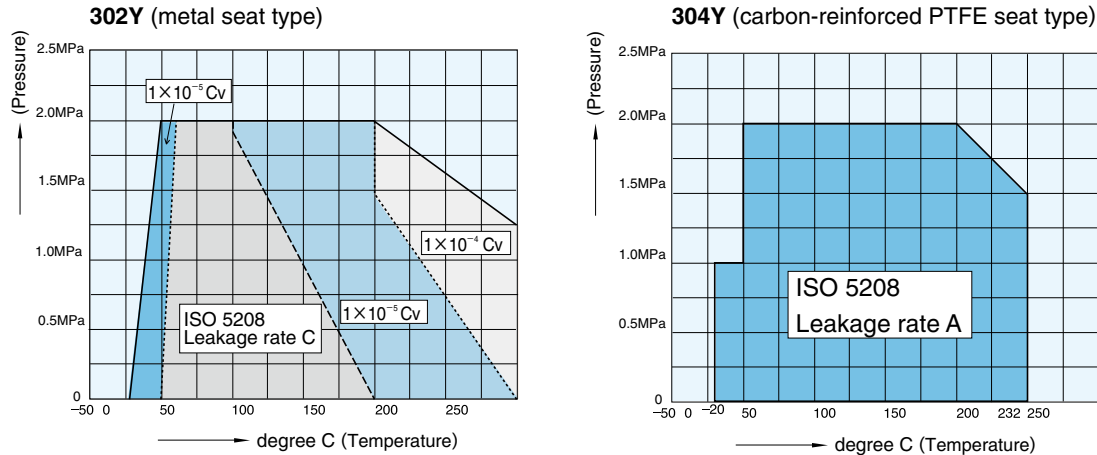 302Y (metal seat type)
2.5MPa
2.0MPa
1.5MPa
1.0MPa
0.5MPa
0
(Pressure)
1×10⁻⁵ Cv
1×10⁻⁴ Cv
1×10⁻⁵ Cv
ISO 5208
Leakage rate C
−50 0 50 100 150 200 250
degree C (Temperature)
304Y (carbon-reinforced PTFE seat type)
2.5MPa
2.0MPa
1.5MPa
1.0MPa
0.5MPa
0
(Pressure)
ISO 5208
Leakage rate A
−50 0 −20 50 100 150 200 232 250
degree C (Temperature)